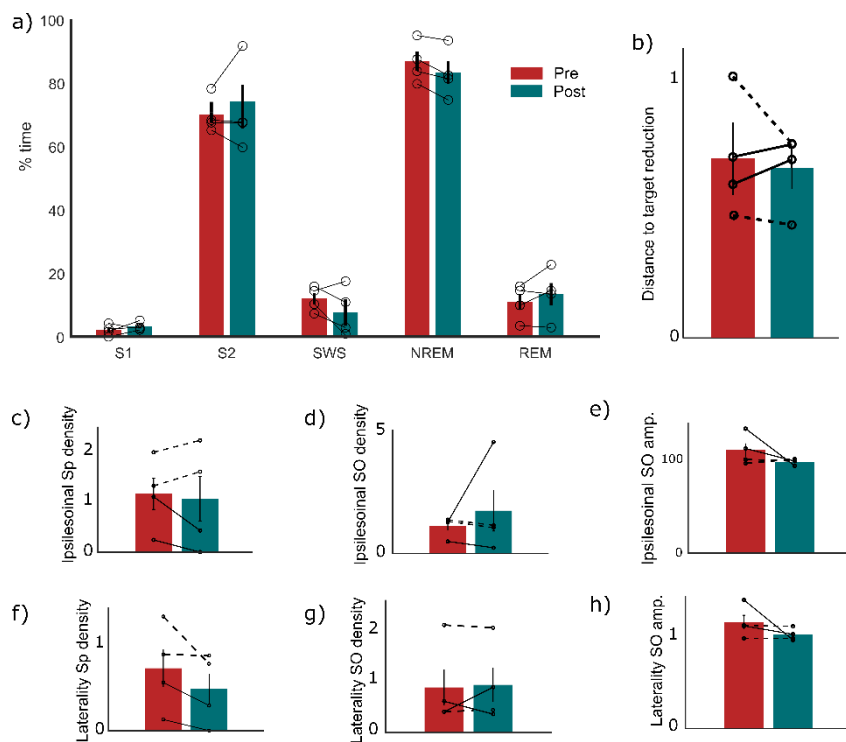 a)
100
80
60
40
20
0
% time
S1
S2
SWS
NREM
REM
Pre
Post
b)
1
0
Distance to target reduction
c)
2
1
0
Ipsilesoinal Sp density
d)
5
0
Ipsilesoinal SO density
e)
100
0
Ipsilesoinal SO amp.
f)
1
0
Laterality Sp density
g)
2
1
0
Laterality SO density
h)
1
0
Laterality SO amp.